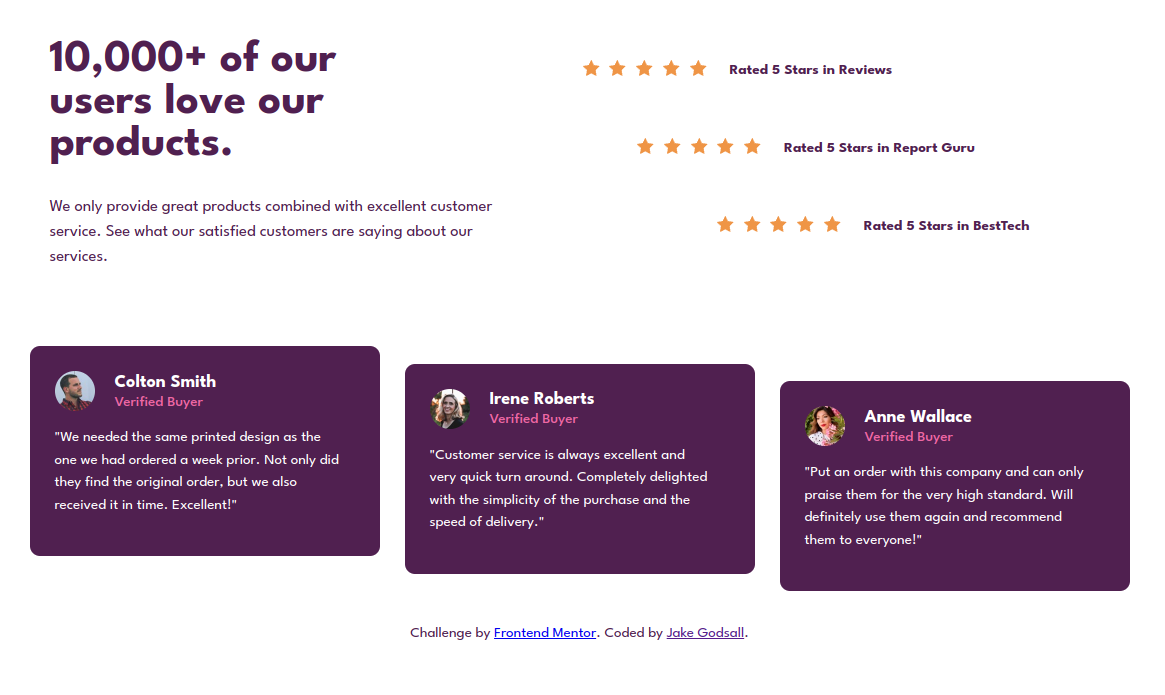 10,000+ of our
users love our
products.
We only provide great products combined with excellent customer
service. See what our satisfied customers are saying about our
services.
Rated 5 Stars in Reviews
Rated 5 Stars in Report Guru
Rated 5 Stars in BestTech
Colton Smith
Verified Buyer
"We needed the same printed design as the
one we had ordered a week prior. Not only did
they find the original order, but we also
received it in time. Excellent!"
Irene Roberts
Verified Buyer
"Customer service is always excellent and
very quick turn around. Completely delighted
with the simplicity of the purchase and the
speed of delivery."
Anne Wallace
Verified Buyer
"Put an order with this company and can only
praise them for the very high standard. Will
definitely use them again and recommend
them to everyone!"
Challenge by Frontend Mentor. Coded by Jake Godsall.